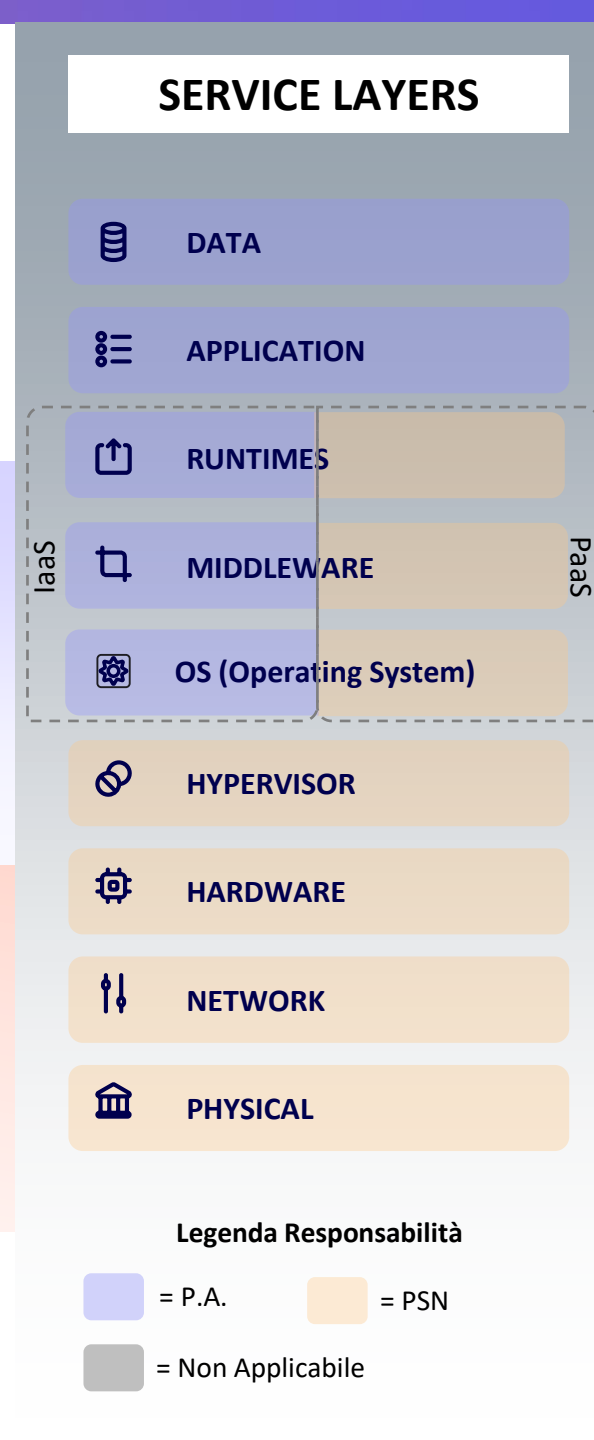 SERVICE LAYERS
DATA
APPLICATION
RUNTIMES
IaaS
MIDDLEWARE
PaaS
OS (Operating System)
HYPERVISOR
HARDWARE
NETWORK
PHYSICAL
Legenda Responsabilità
= P.A.
= PSN
= Non Applicabile